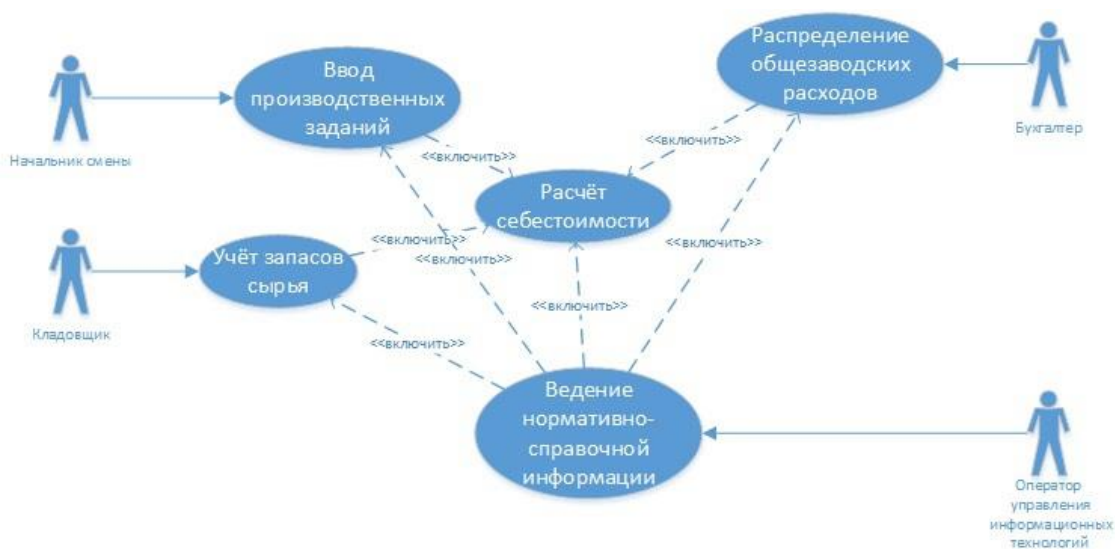 Распределение
общезаводских
расходов
Ввод
производственных
заданий
Бухгалтер
Начальник смены
<<включить>>
<<включить>>
Расчёт
себестоимости
<<включить>>
<<включить>>
<<включить>>
Учёт запасов
сырья
<<включить>>
Кладовщик
<<включить>>
Ведение
нормативно-
справочной
информации
Оператор
управления
информационных
технологий